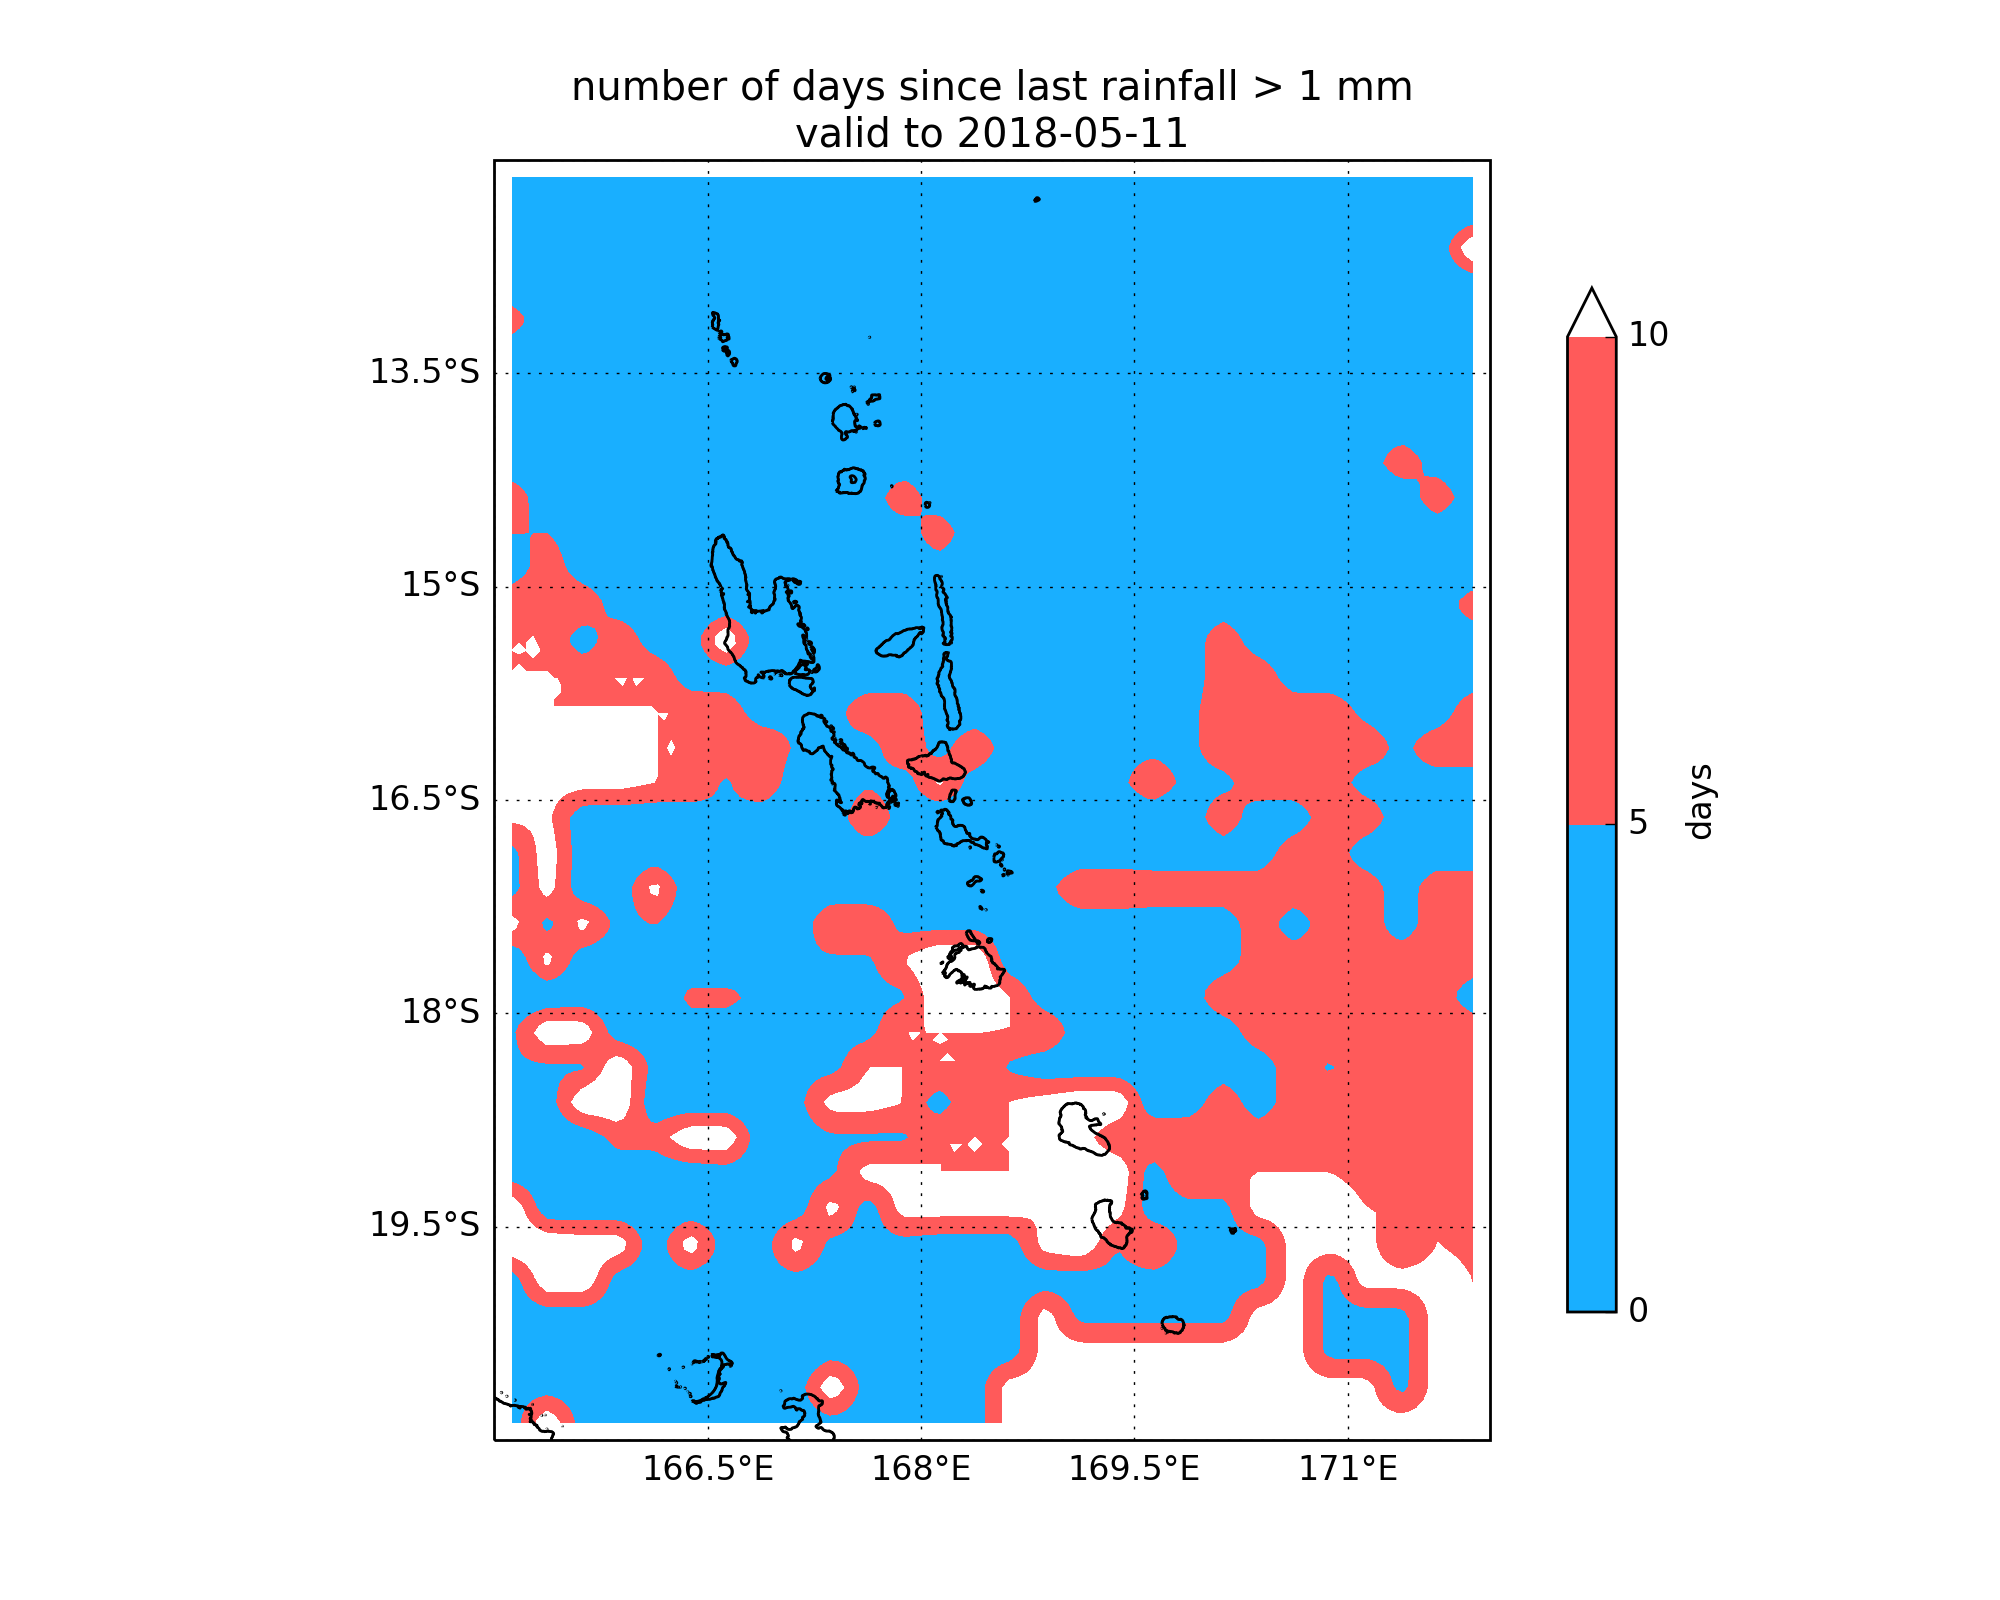 number of days since last rainfall > 1 mm
valid to 2018-05-11
13.5°S
15°S
16.5°S
18°S
19.5°S
166.5°E
168°E
169.5°E
171°E
10
5
0
days